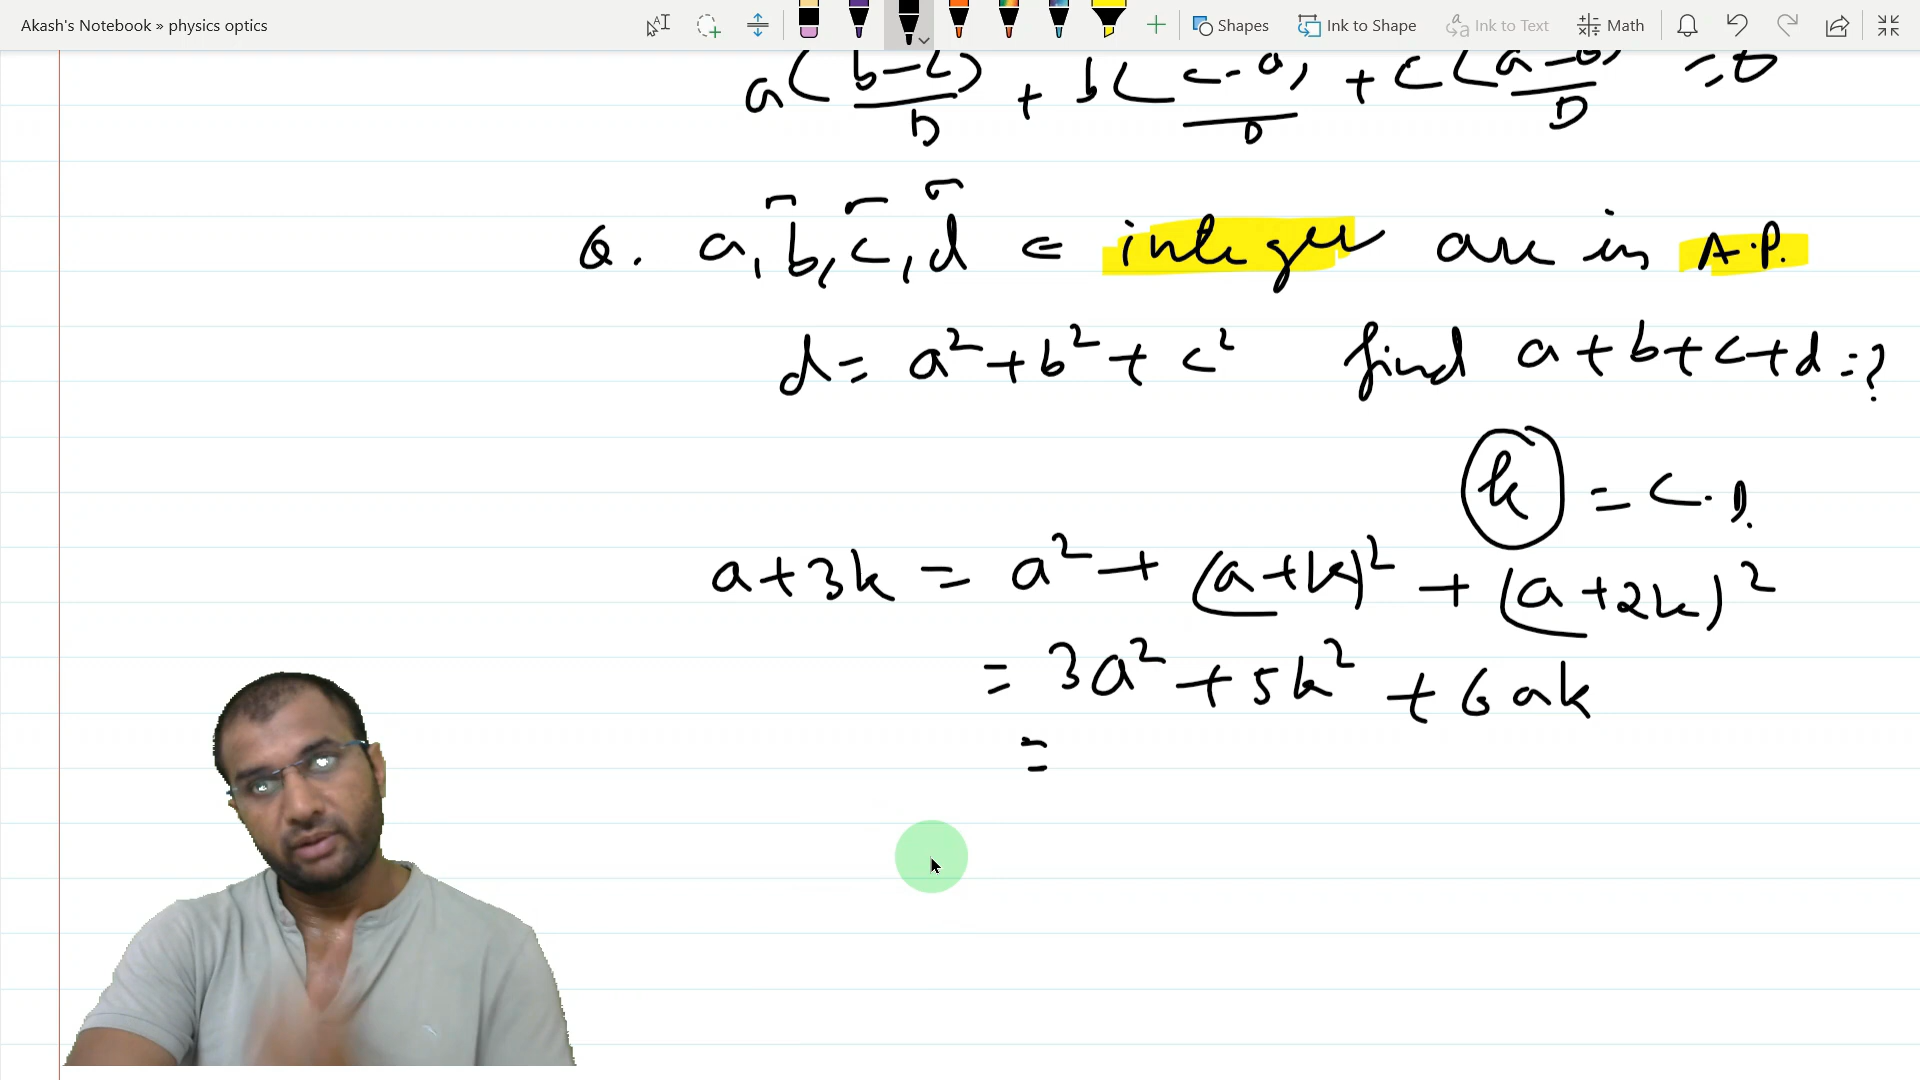 Akash's Notebook » physics optics
Shapes Ink to Shape Ink to Text Math
a(b-c)/D + b(c-a)/D + c(a-b)/D = 0
Q. a, b, c, d ∈ integer are in A.P.
d = a² + b² + c² find a+b+c+d = ?
k = c.d.
a+3k = a² + (a+k)² + (a+2k)²
= 3a² + 5k² + 6ak
=